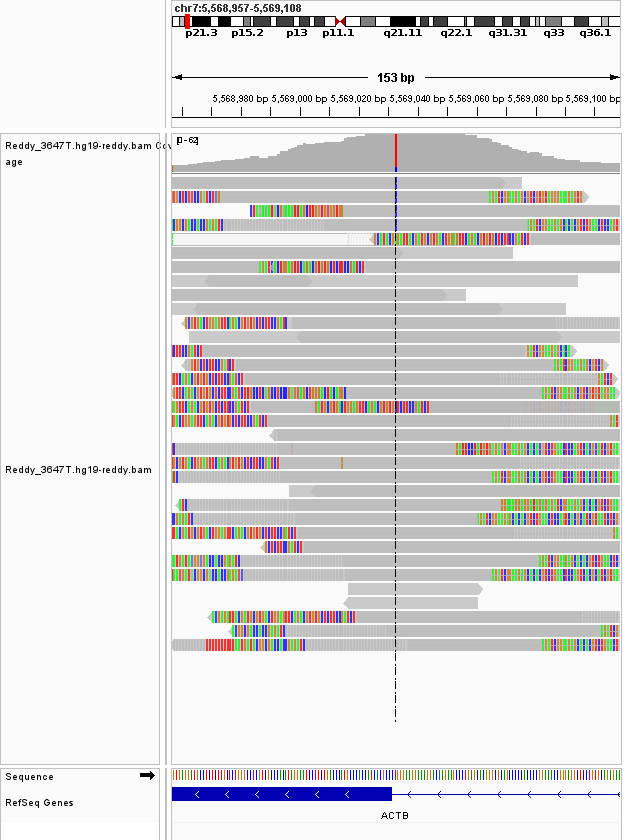 chr7:5,568,957-5,569,108
p21.3 p15.2 p13 p11.1 q21.11 q22.1 q31.31 q33 q36.1
153 bp
5,568,980 bp 5,569,000 bp 5,569,020 bp 5,569,040 bp 5,569,060 bp 5,569,080 bp 5,569,100 bp
Reddy_3647T.hg19-reddy.bam Cov
age
[0-62]
Reddy_3647T.hg19-reddy.bam
Sequence
RefSeq Genes
ACTB